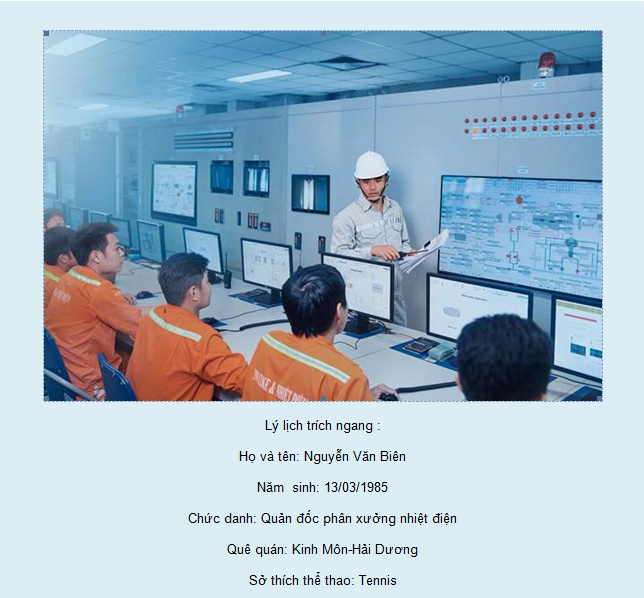 Lý lịch trích ngang :
Họ và tên: Nguyễn Văn Biên
Năm  sinh: 13/03/1985
Chức danh: Quản đốc phân xưởng nhiệt điện
Quê quán: Kinh Môn-Hải Dương
Sở thích thể thao: Tennis